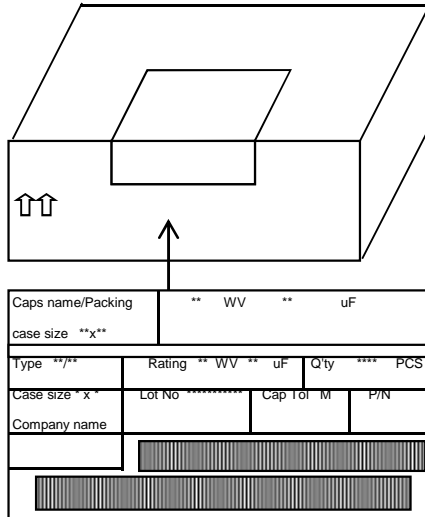 Caps name/Packing ** WV ** uF
case size **x**
Type **/** Rating ** WV ** uF Q'ty **** PCS
Case size * x * Lot No *********** Cap Tol M P/N
Company name